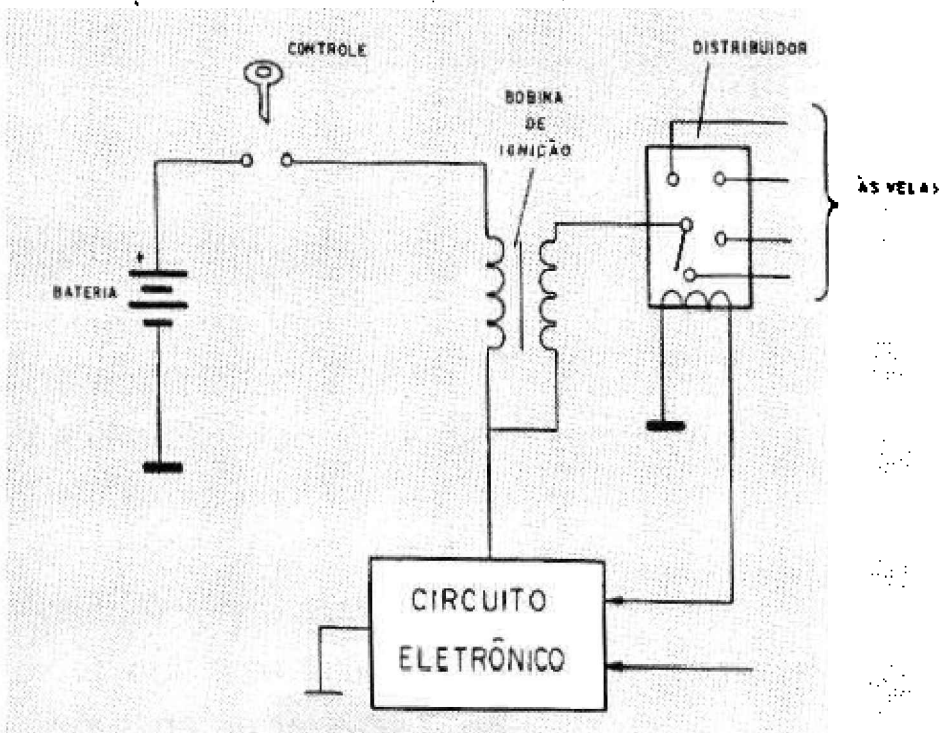 CONTROLE
DISTRIBUIDOR
BOBINA
DE
IGNIÇÃO
ÀS VELAS
+
BATERIA
CIRCUITO
ELETRÔNICO